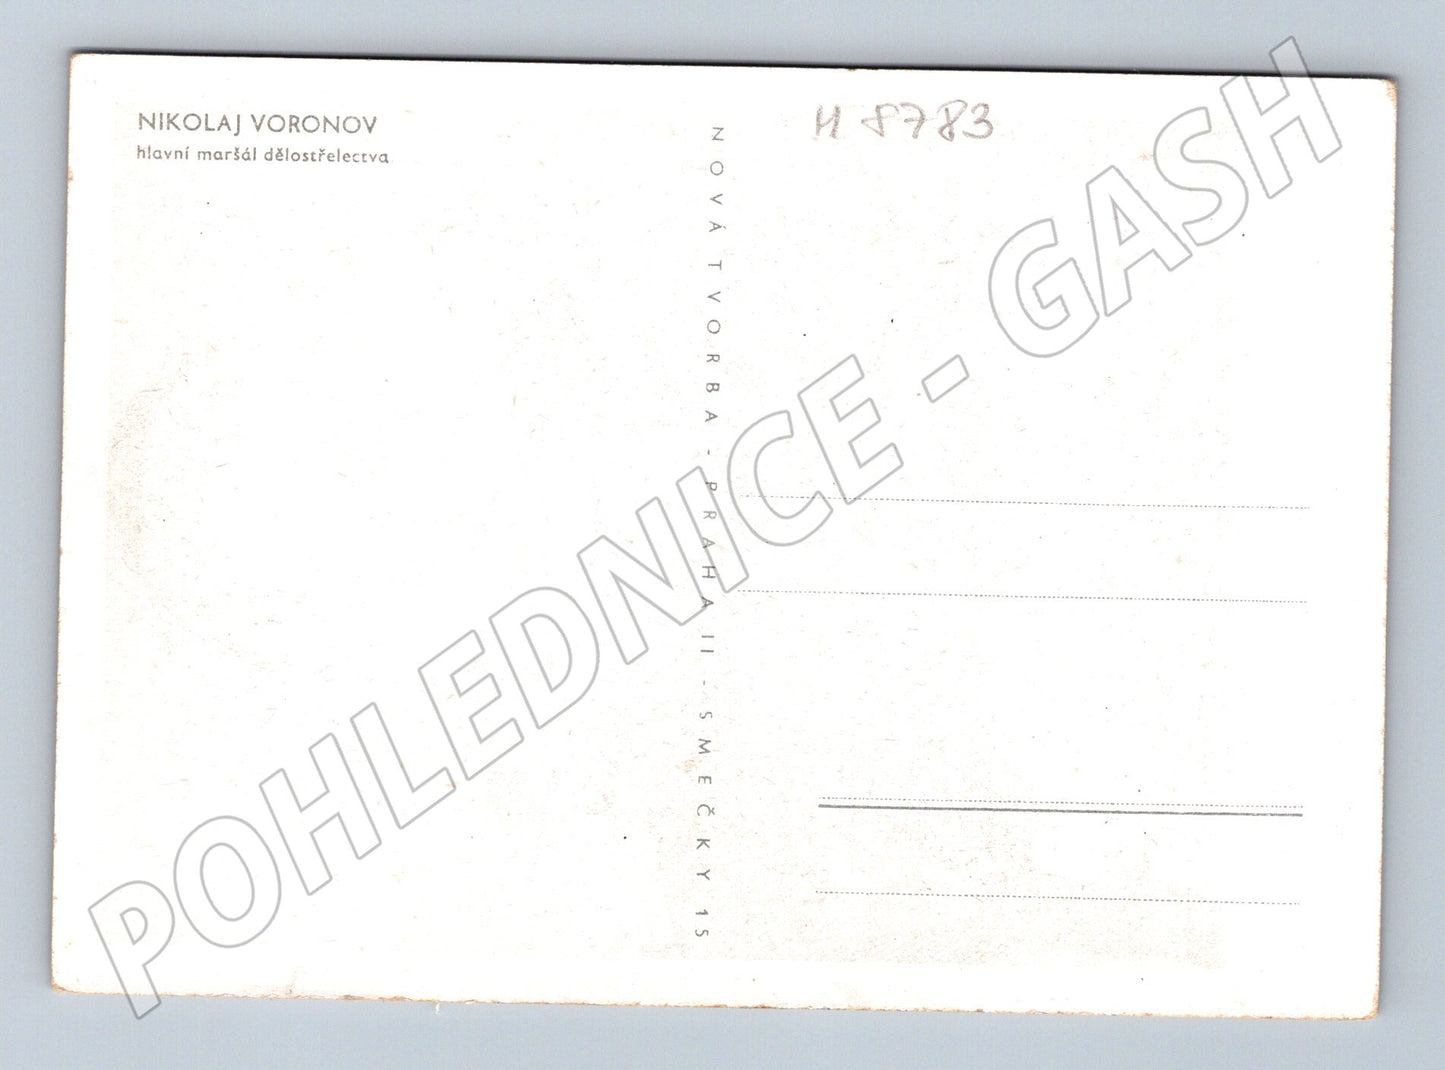 NIKOLAJ VORONOV
hlavní maršál dělostřelectva
NOVÁ TVORBA - PRAHA II - SMEČKY 15
H 8783
POHLEDNICE - GASH